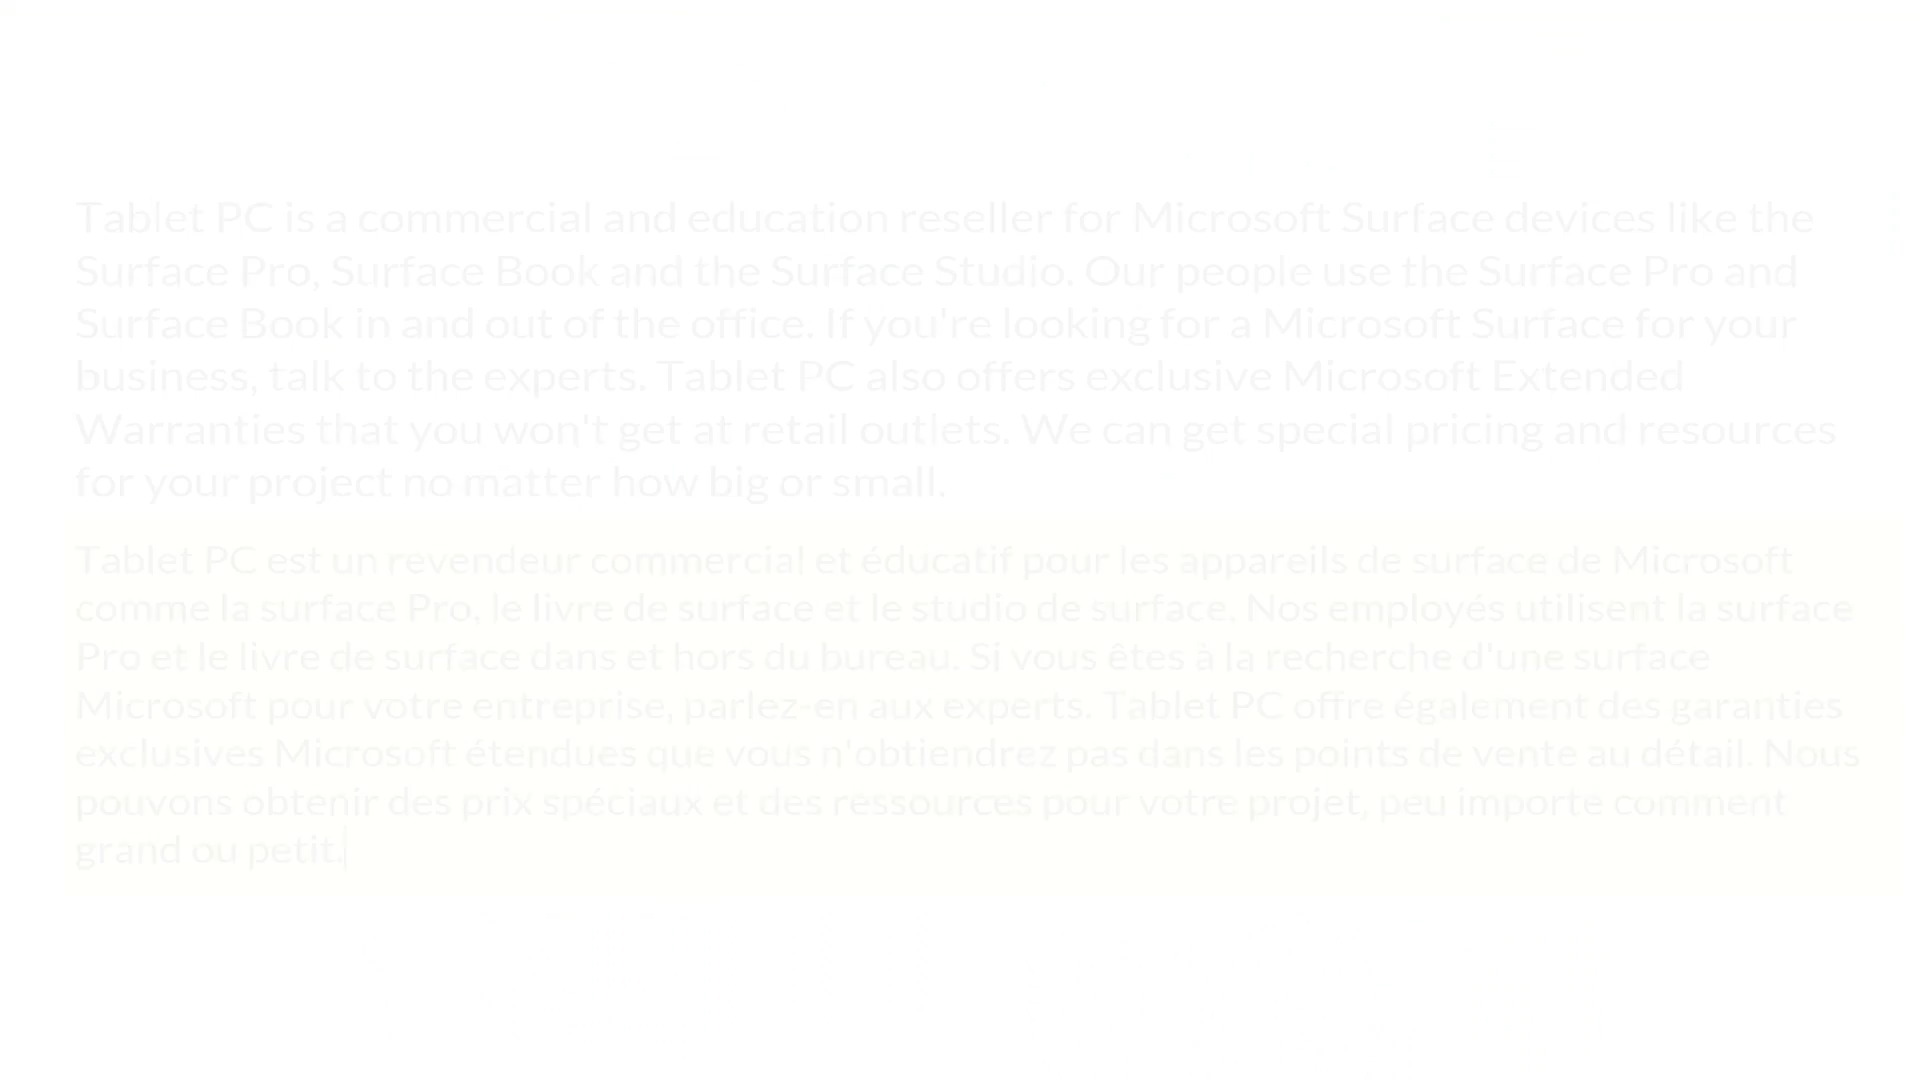 Tablet PC is a commercial and education reseller for Microsoft Surface devices like the
Surface Pro, Surface Book and the Surface Studio. Our people use the Surface Pro and
Surface Book in and out of the office. If you're looking for a Microsoft Surface for your
business, talk to the experts. Tablet PC also offers exclusive Microsoft Extended
Warranties that you won't get at retail outlets. We can get special pricing and resources
for your project no matter how big or small.
Tablet PC est un revendeur commercial et éducatif pour les appareils de surface de Microsoft
comme la surface Pro, le livre de surface et le studio de surface. Nos employés utilisent la surface
Pro et le livre de surface dans et hors du bureau. Si vous êtes à la recherche d'une surface
Microsoft pour votre entreprise, parlez-en aux experts. Tablet PC offre également des garanties
exclusives Microsoft étendues que vous n'obtiendrez pas dans les points de vente au détail. Nous
pouvons obtenir des prix spéciaux et des ressources pour votre projet, peu importe comment
grand ou petit.